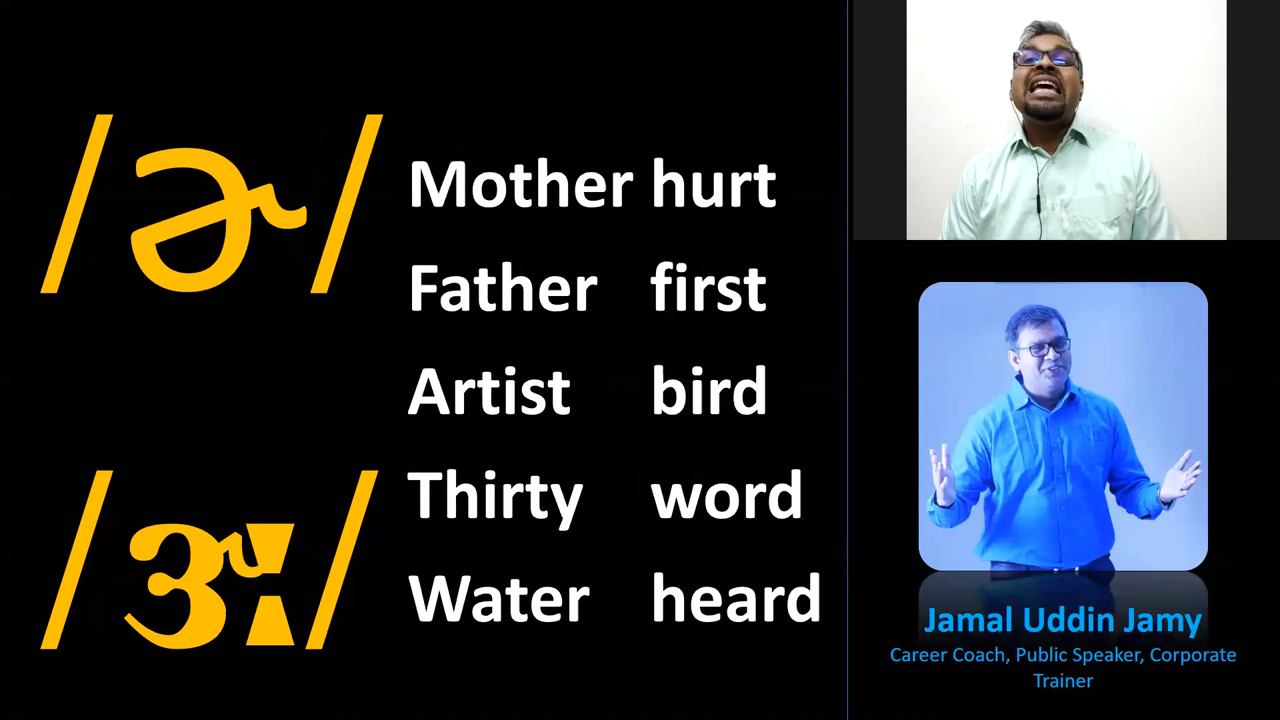 /ɚ/
Mother hurt
Father first
Artist bird
Thirty word
Water heard
/ɝː/
Jamal Uddin Jamy
Career Coach, Public Speaker, Corporate
Trainer